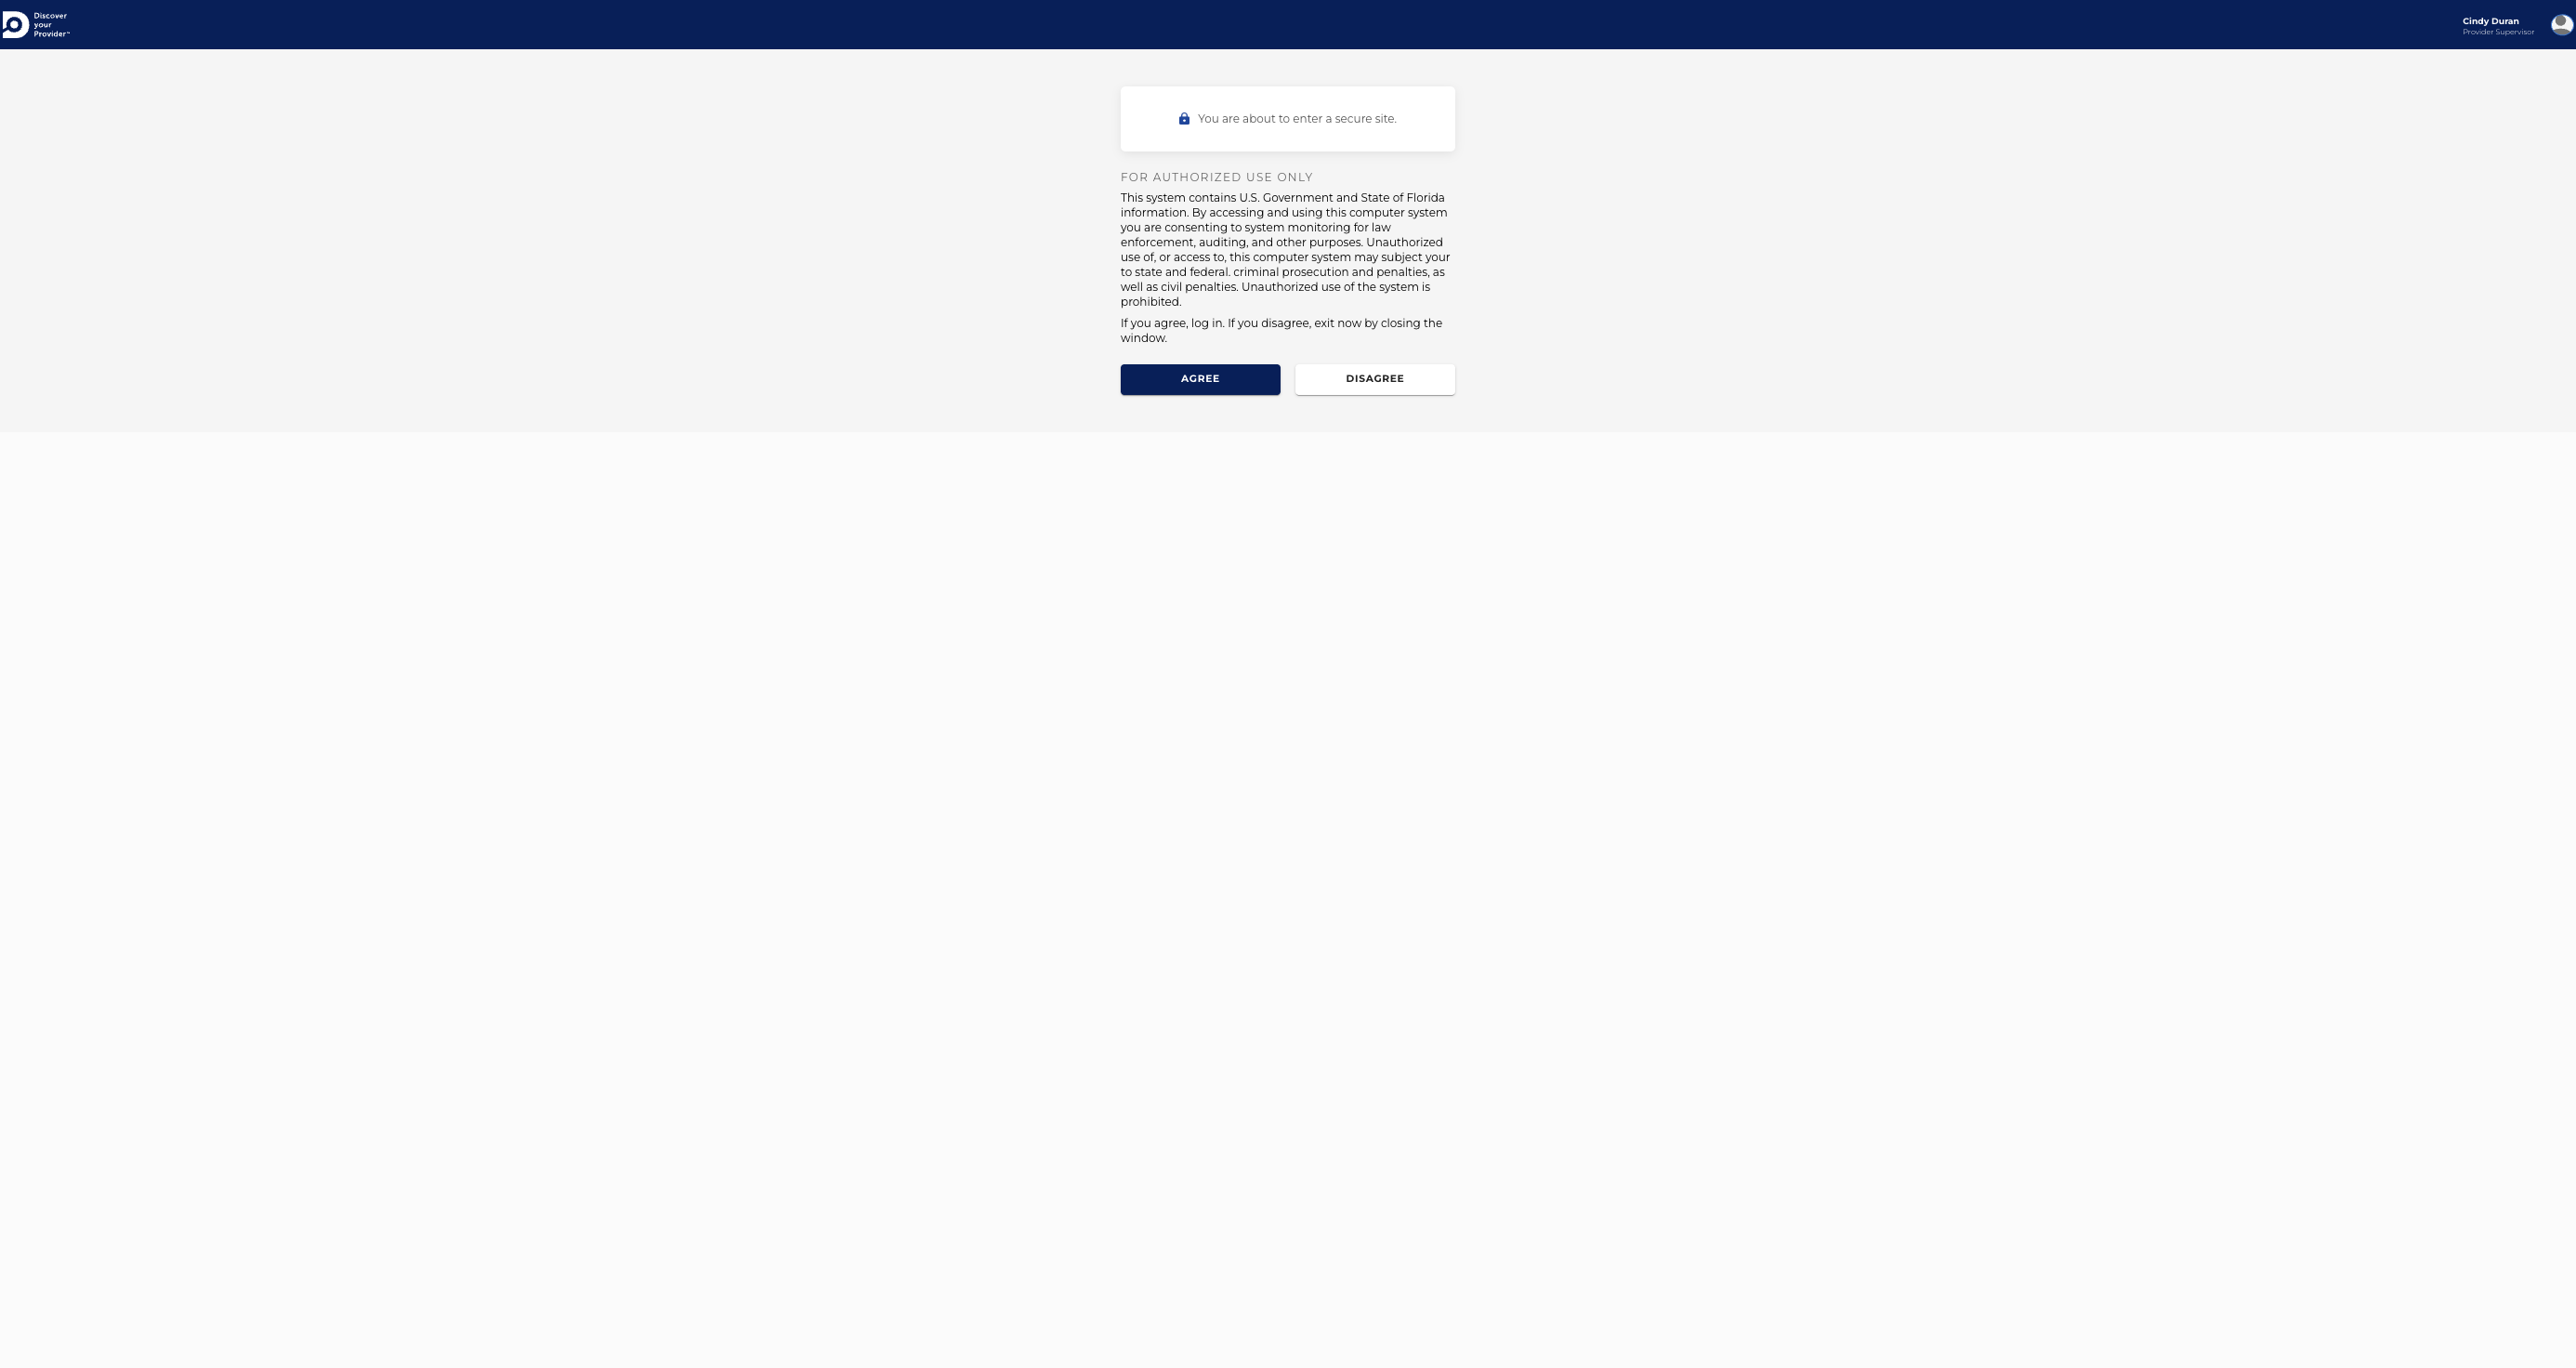 Discover
your
Provider™
Cindy Duran
Provider Supervisor
You are about to enter a secure site.
FOR AUTHORIZED USE ONLY
This system contains U.S. Government and State of Florida
information. By accessing and using this computer system
you are consenting to system monitoring for law
enforcement, auditing, and other purposes. Unauthorized
use of, or access to, this computer system may subject your
to state and federal. criminal prosecution and penalties, as
well as civil penalties. Unauthorized use of the system is
prohibited.
If you agree, log in. If you disagree, exit now by closing the
window.
AGREE
DISAGREE